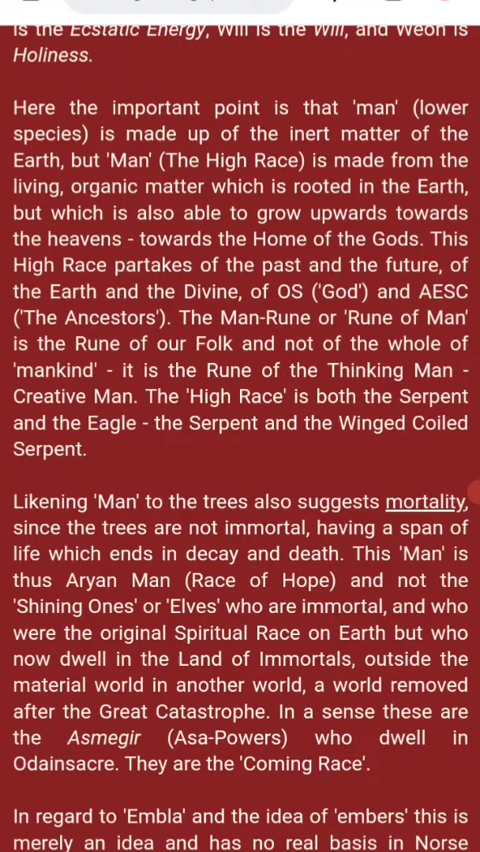 is the Ecstatic Energy, Will is the Will, and Weoh is
Holiness.
Here the important point is that 'man' (lower
species) is made up of the inert matter of the
Earth, but 'Man' (The High Race) is made from the
living, organic matter which is rooted in the Earth,
but which is also able to grow upwards towards
the heavens - towards the Home of the Gods. This
High Race partakes of the past and the future, of
the Earth and the Divine, of OS ('God') and AESC
('The Ancestors'). The Man-Rune or 'Rune of Man'
is the Rune of our Folk and not of the whole of
'mankind' - it is the Rune of the Thinking Man -
Creative Man. The 'High Race' is both the Serpent
and the Eagle - the Serpent and the Winged Coiled
Serpent.
Likening 'Man' to the trees also suggests mortality,
since the trees are not immortal, having a span of
life which ends in decay and death. This 'Man' is
thus Aryan Man (Race of Hope) and not the
'Shining Ones' or 'Elves' who are immortal, and who
were the original Spiritual Race on Earth but who
now dwell in the Land of Immortals, outside the
material world in another world, a world removed
after the Great Catastrophe. In a sense these are
the Asmegir (Asa-Powers) who dwell in
Odainsacre. They are the 'Coming Race'.
In regard to 'Embla' and the idea of 'embers' this is
merely an idea and has no real basis in Norse